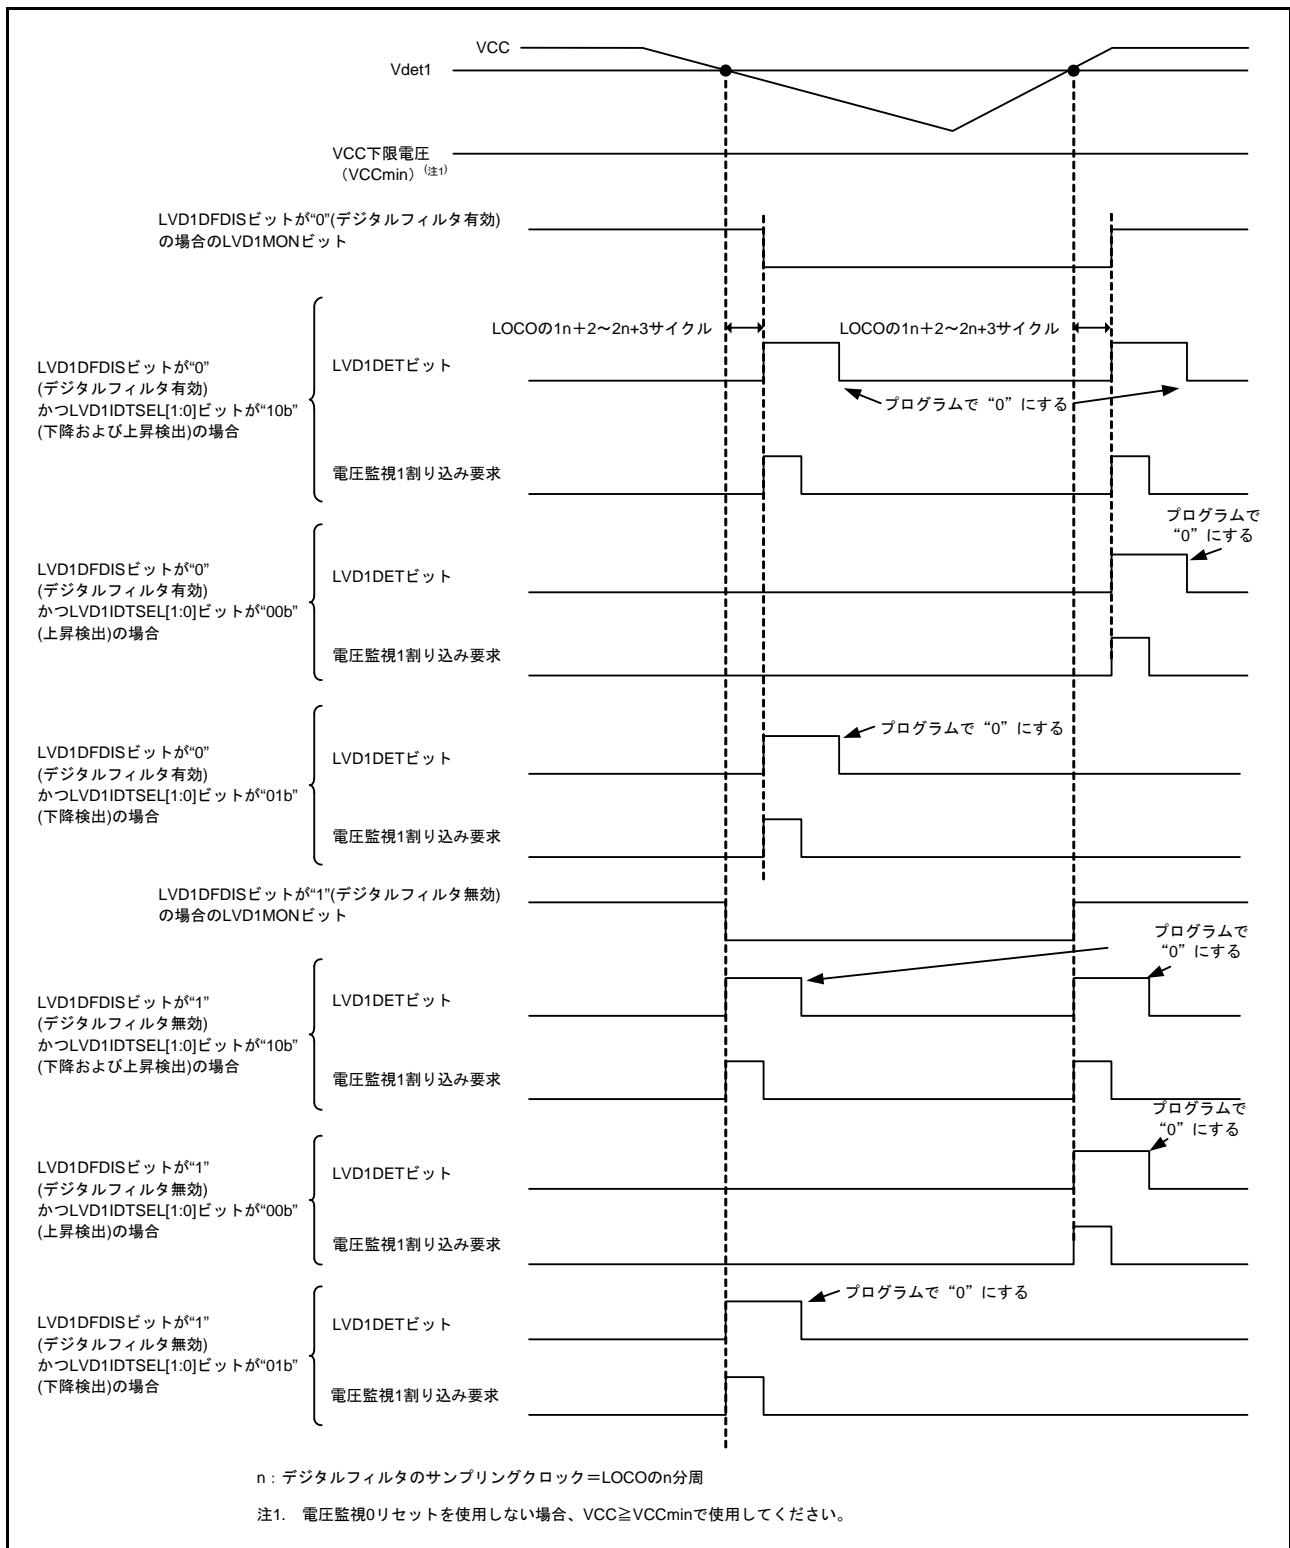 VCC
Vdet1
VCC下限電圧
（VCCmin）(注1)
LVD1DFDISビットが“0”(デジタルフィルタ有効)
の場合のLVD1MONビット
LOCOの1n＋2～2n+3サイクル
LOCOの1n＋2～2n+3サイクル
LVD1DFDISビットが“0”
(デジタルフィルタ有効)
かつLVD1IDTSEL[1:0]ビットが“10b”
(下降および上昇検出)の場合
LVD1DETビット
プログラムで“0”にする
電圧監視1割り込み要求
プログラムで
“0”にする
LVD1DFDISビットが“0”
(デジタルフィルタ有効)
かつLVD1IDTSEL[1:0]ビットが“00b”
(上昇検出)の場合
LVD1DETビット
電圧監視1割り込み要求
プログラムで“0”にする
LVD1DFDISビットが“0”
(デジタルフィルタ有効)
かつLVD1IDTSEL[1:0]ビットが“01b”
(下降検出)の場合
LVD1DETビット
電圧監視1割り込み要求
LVD1DFDISビットが“1”(デジタルフィルタ無効)
の場合のLVD1MONビット
プログラムで
“0”にする
LVD1DFDISビットが“1”
(デジタルフィルタ無効)
かつLVD1IDTSEL[1:0]ビットが“10b”
(下降および上昇検出)の場合
LVD1DETビット
電圧監視1割り込み要求
プログラムで
“0”にする
LVD1DFDISビットが“1”
(デジタルフィルタ無効)
かつLVD1IDTSEL[1:0]ビットが“00b”
(上昇検出)の場合
LVD1DETビット
電圧監視1割り込み要求
プログラムで“0”にする
LVD1DFDISビットが“1”
(デジタルフィルタ無効)
かつLVD1IDTSEL[1:0]ビットが“01b”
(下降検出)の場合
LVD1DETビット
電圧監視1割り込み要求
n：デジタルフィルタのサンプリングクロック＝LOCOのn分周
注1. 電圧監視0リセットを使用しない場合、VCC≧VCCminで使用してください。